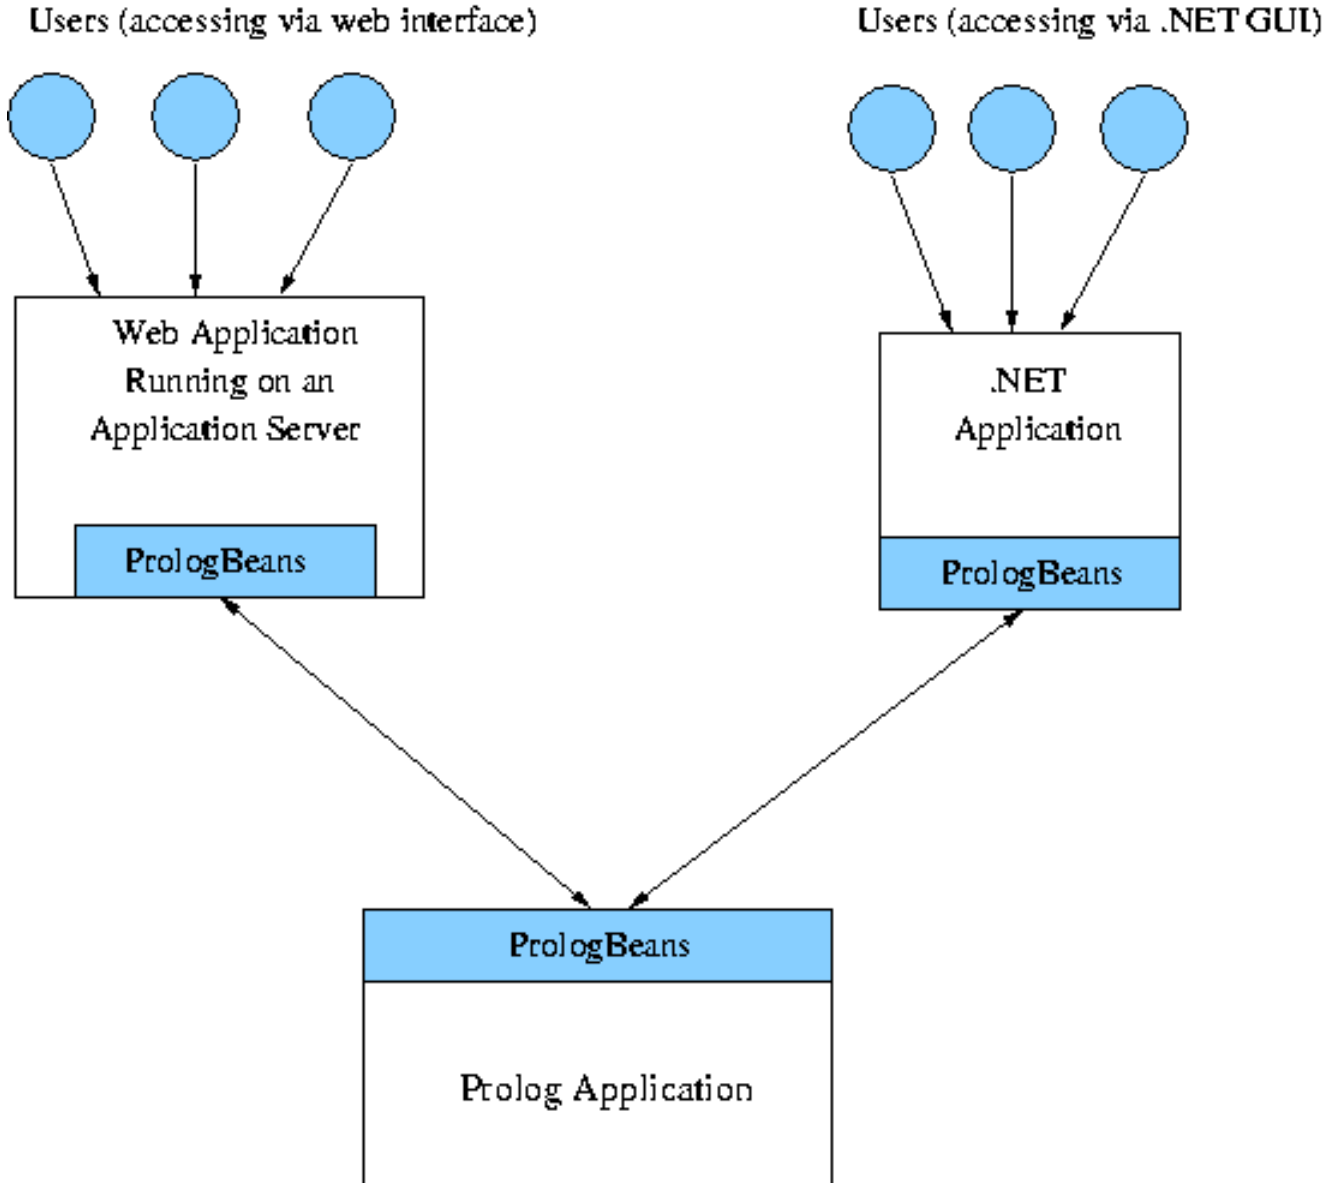 Users (accessing via web interface)
Users (accessing via .NET GUI)
Web Application
Running on an
Application Server
PrologBeans
.NET
Application
PrologBeans
PrologBeans
Prolog Application